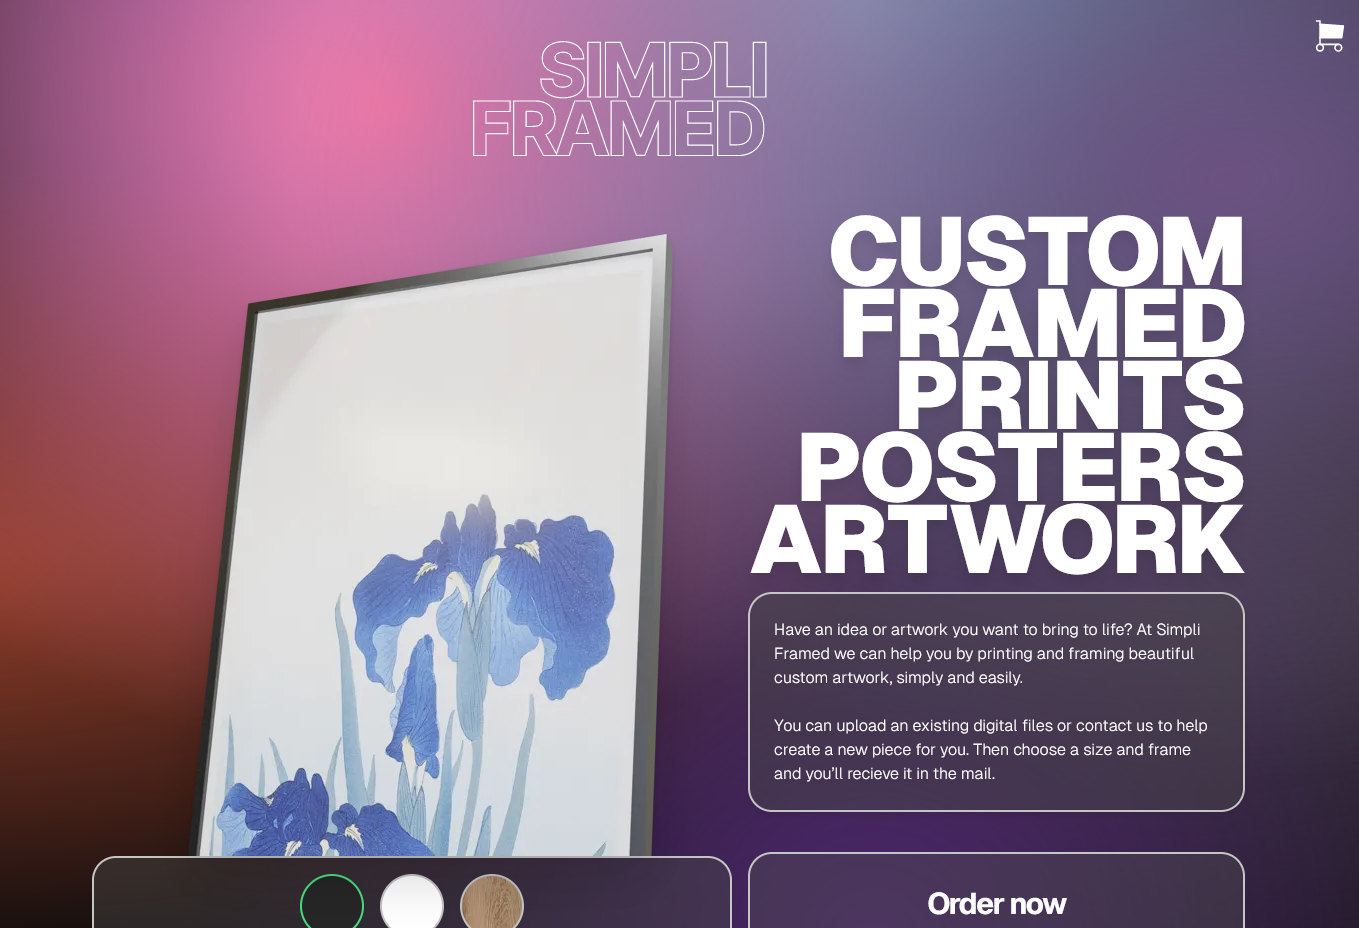 SIMPLI
FRAMED
CUSTOM
FRAMED
PRINTS
POSTERS
ARTWORK
Have an idea or artwork you want to bring to life? At Simpli
Framed we can help you by printing and framing beautiful
custom artwork, simply and easily.
You can upload an existing digital files or contact us to help
create a new piece for you. Then choose a size and frame
and you'll recieve it in the mail.
Order now